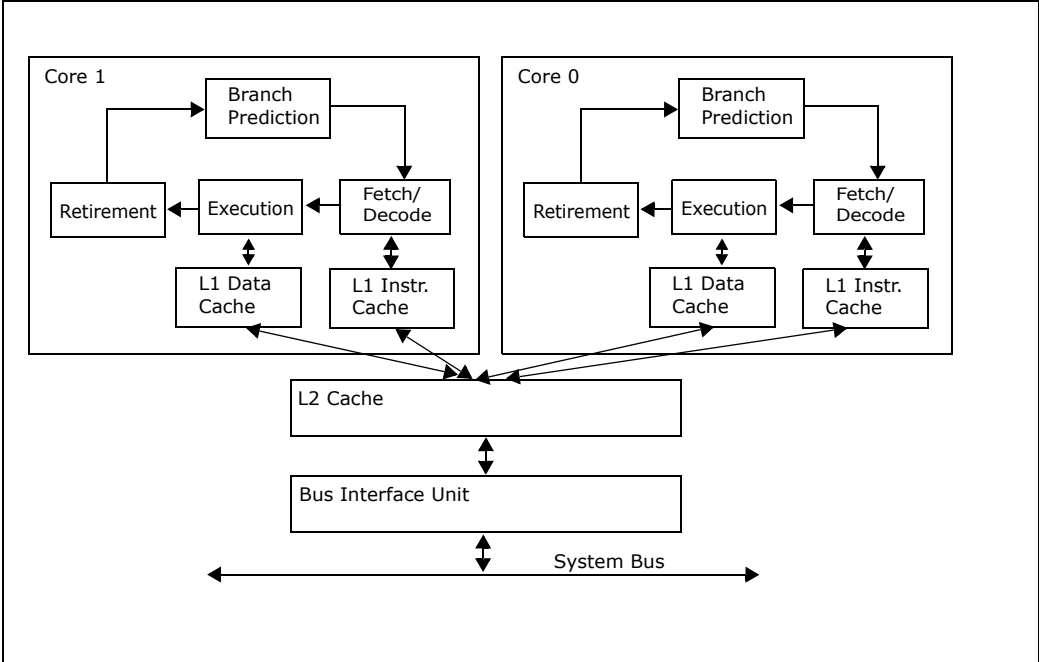 Core 1
Branch
Prediction
Retirement
Execution
Fetch/
Decode
L1 Data
Cache
L1 Instr.
Cache
Core 0
Branch
Prediction
Retirement
Execution
Fetch/
Decode
L1 Data
Cache
L1 Instr.
Cache
L2 Cache
Bus Interface Unit
System Bus